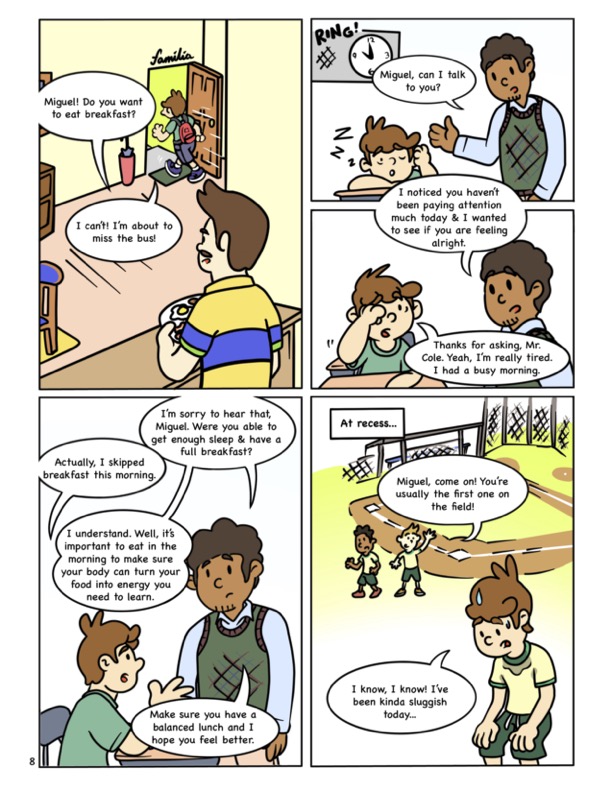 familia
Miguel! Do you want
to eat breakfast?
I can't! I'm about to
miss the bus!
RING!
12
Miguel, can I talk
to you?
Z
Z
Z
I noticed you haven't
been paying attention
much today & I wanted
to see if you are feeling
alright.
Thanks for asking, Mr.
Cole. Yeah, I'm really tired.
I had a busy morning.
I'm sorry to hear that,
Miguel. Were you able to
get enough sleep & have a
full breakfast?
Actually, I skipped
breakfast this morning.
I understand. Well, it's
important to eat in the
morning to make sure
your body can turn your
food into energy you
need to learn.
Make sure you have a
balanced lunch and I
hope you feel better.
At recess...
Miguel, come on! You're
usually the first one on
the field!
I know, I know! I've
been kinda sluggish
today...
8